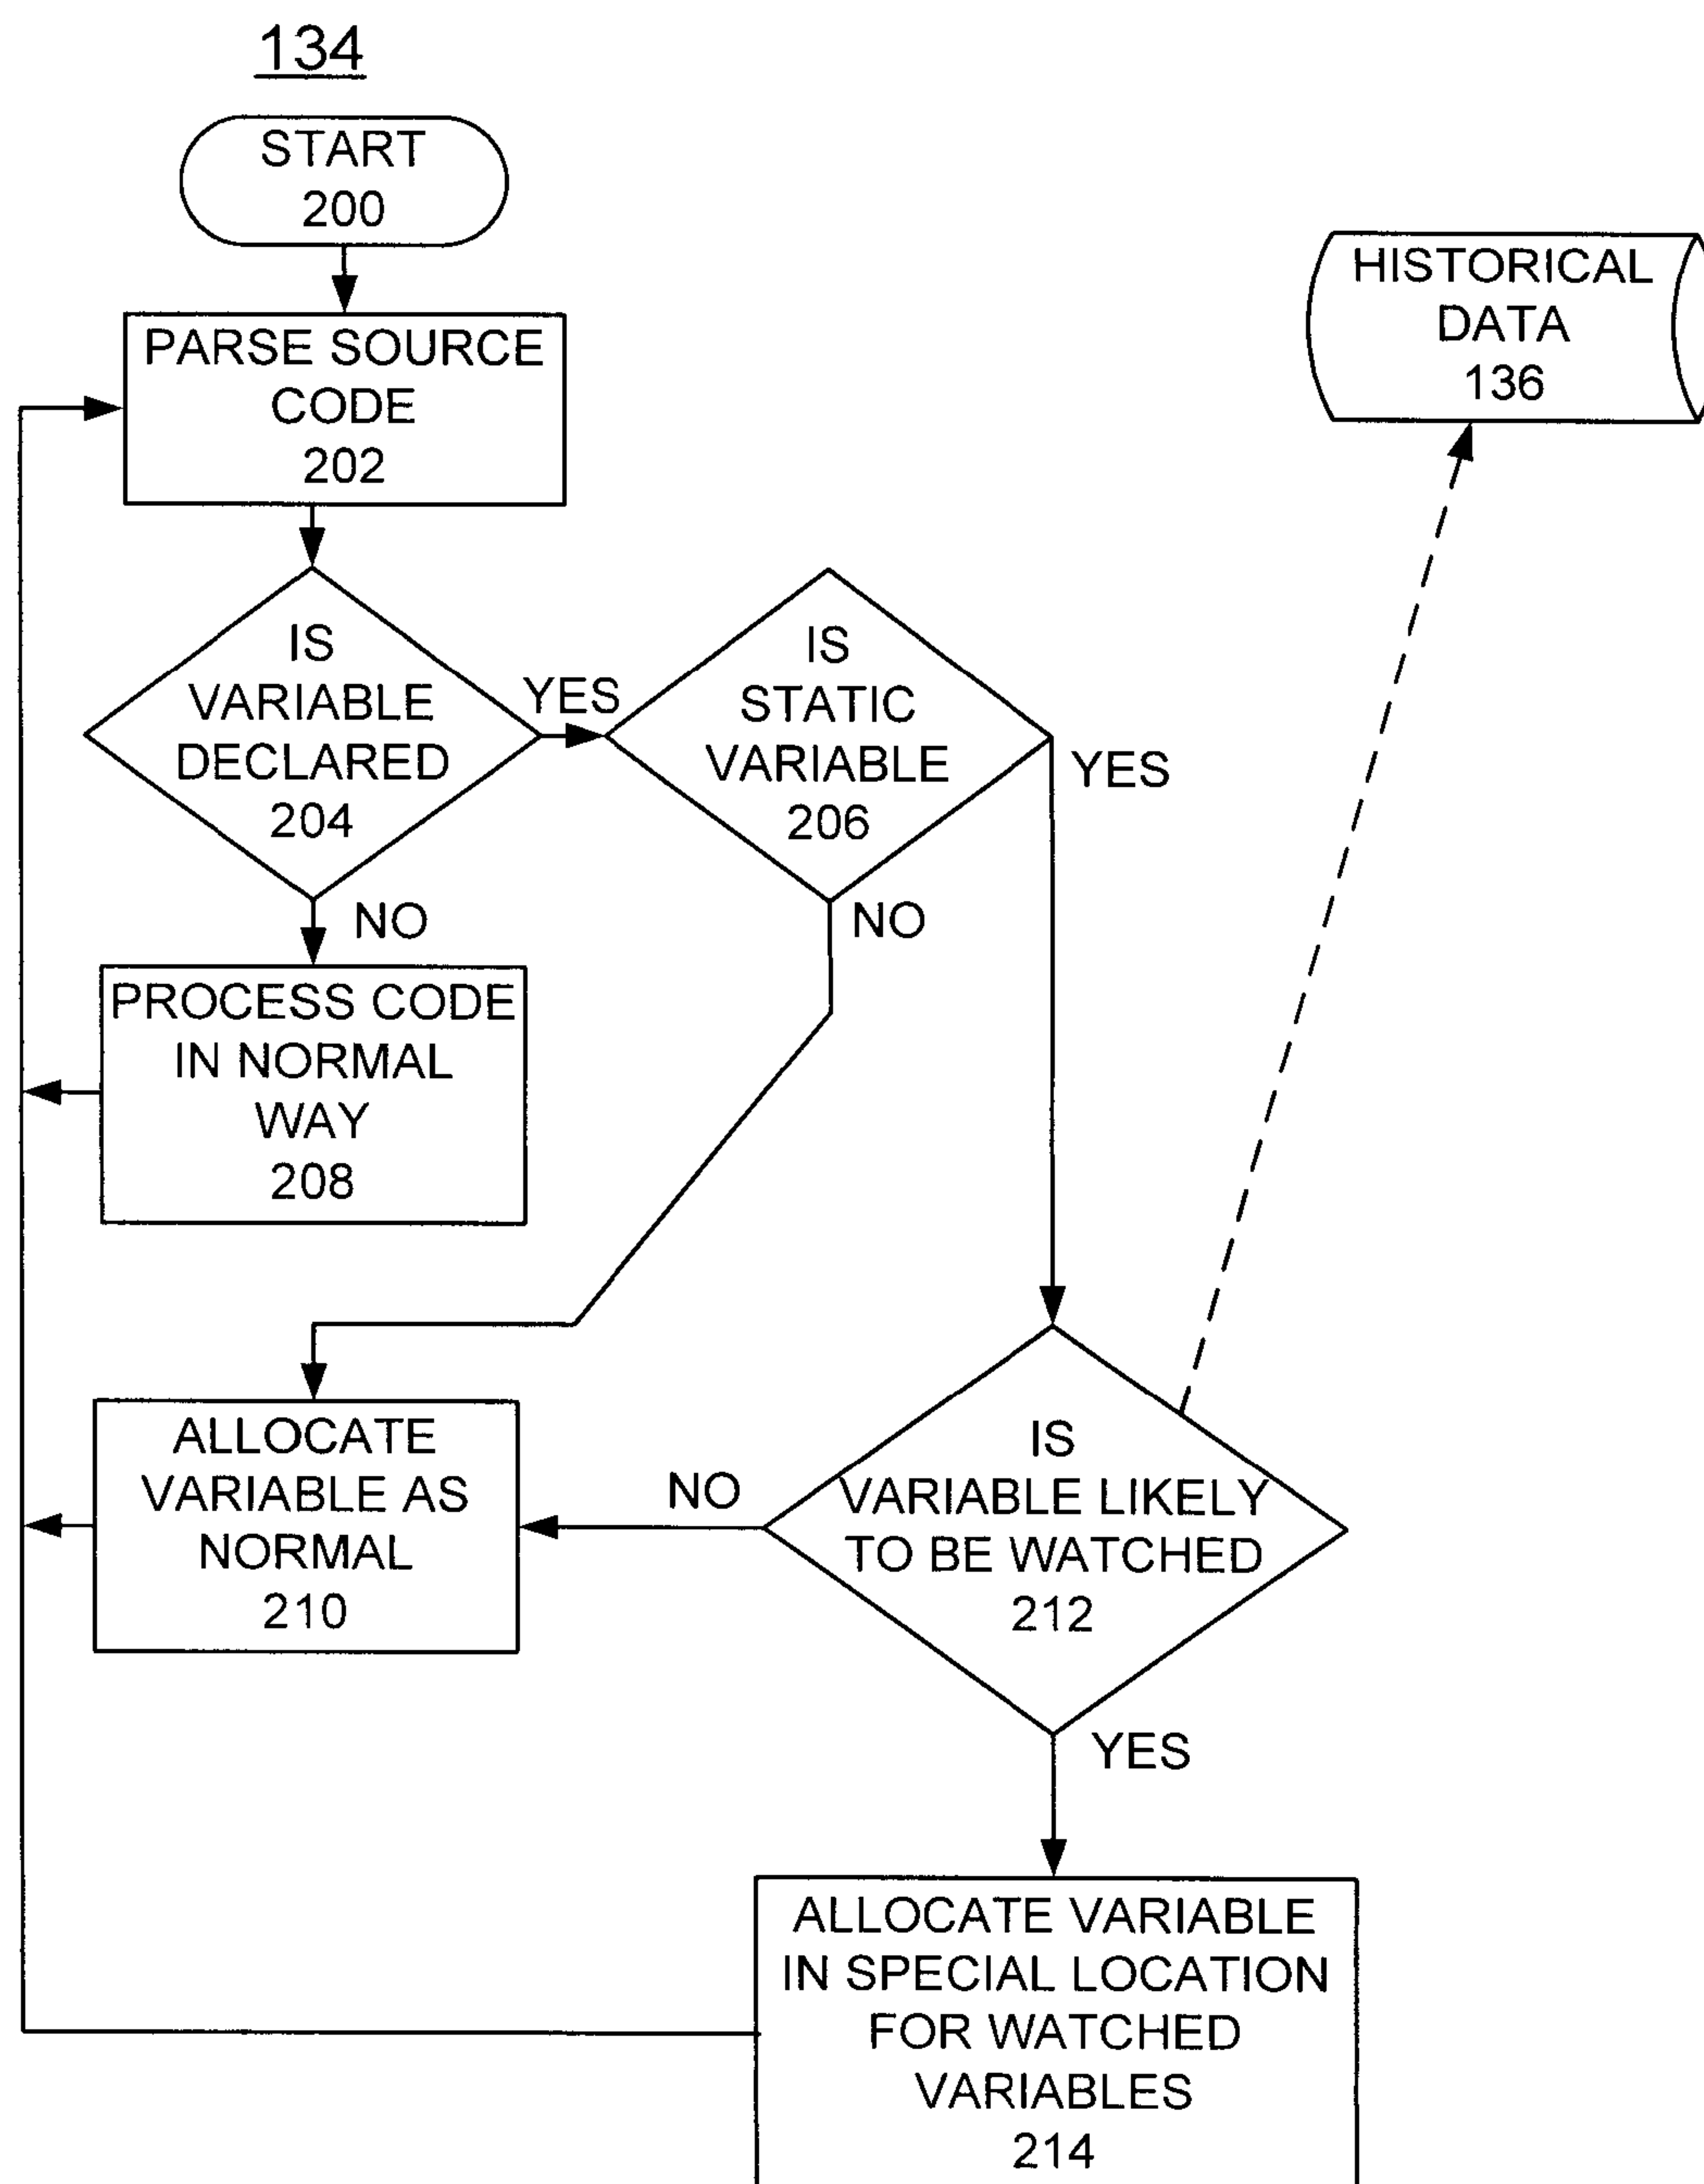 134
START
200
HISTORICAL
DATA
136
PARSE SOURCE
CODE
202
IS
VARIABLE
DECLARED
204
YES
IS
STATIC
VARIABLE
206
YES
NO
NO
PROCESS CODE
IN NORMAL
WAY
208
ALLOCATE
VARIABLE AS
NORMAL
210
NO
IS
VARIABLE LIKELY
TO BE WATCHED
212
YES
ALLOCATE VARIABLE
IN SPECIAL LOCATION
FOR WATCHED
VARIABLES
214